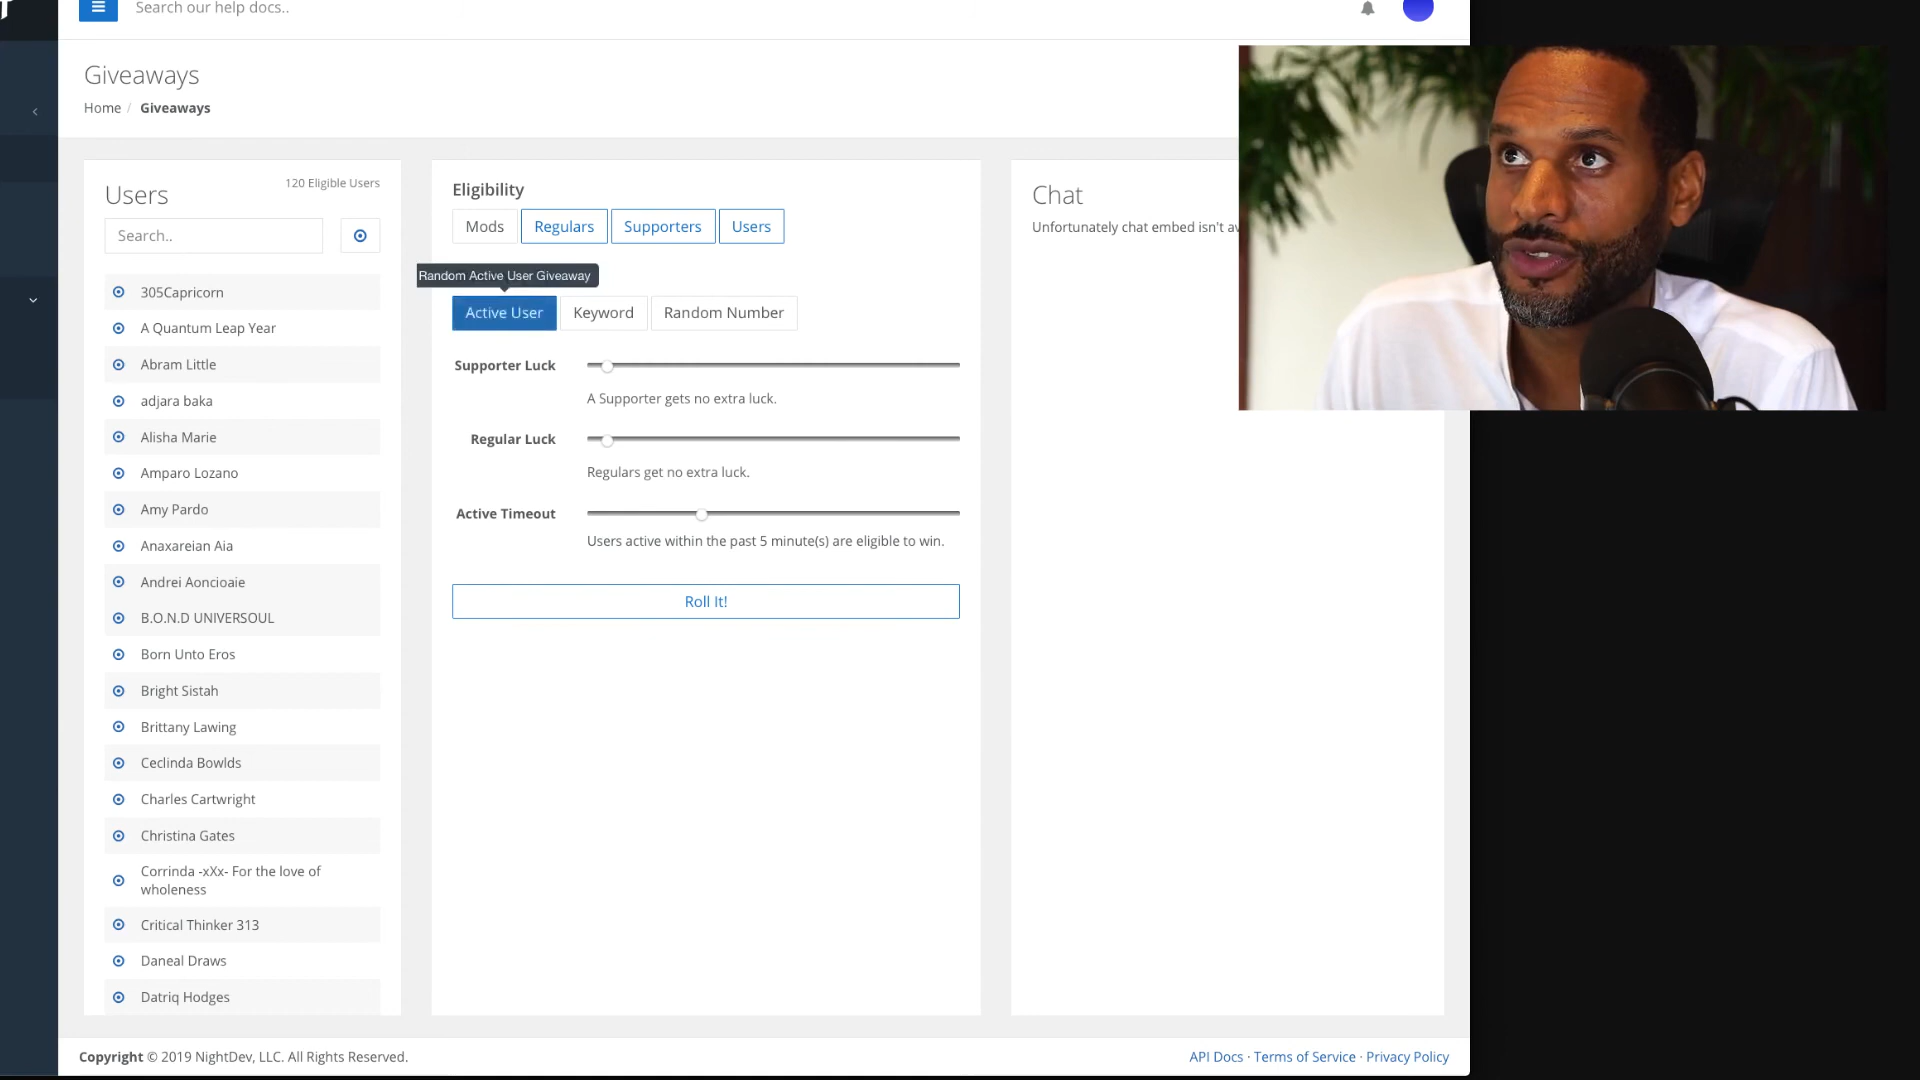 Search our help docs..
Giveaways
Home / Giveaways
Users
120 Eligible Users
Search..
305Capricorn
A Quantum Leap Year
Abram Little
adjara baka
Alisha Marie
Amparo Lozano
Amy Pardo
Anaxareian Aia
Andrei Aoncioaie
B.O.N.D UNIVERSOUL
Born Unto Eros
Bright Sistah
Brittany Lawing
Ceclinda Bowlds
Charles Cartwright
Christina Gates
Corrinda -xXx- For the love of
wholeness
Critical Thinker 313
Daneal Draws
Datriq Hodges
Eligibility
Mods Regulars Supporters Users
Random Active User Giveaway
Active User Keyword Random Number
Supporter Luck
A Supporter gets no extra luck.
Regular Luck
Regulars get no extra luck.
Active Timeout
Users active within the past 5 minute(s) are eligible to win.
Roll It!
Chat
Unfortunately chat embed isn't
Copyright © 2019 NightDev, LLC. All Rights Reserved.
API Docs · Terms of Service · Privacy Policy